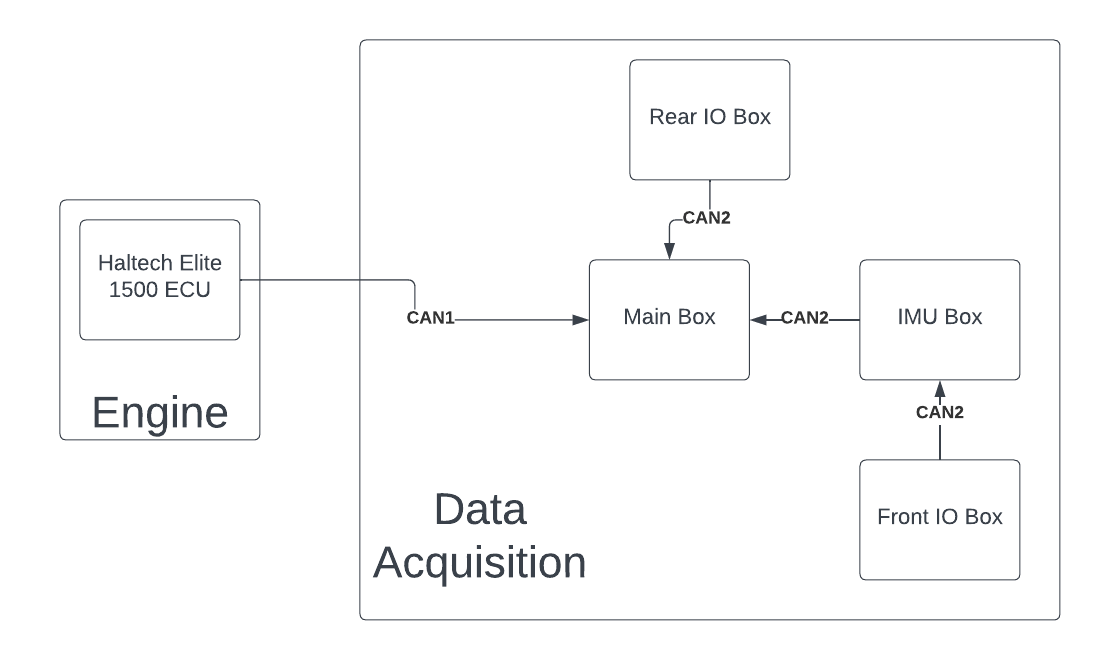 Rear IO Box
CAN2
Haltech Elite
1500 ECU
Engine
CAN1
Main Box
CAN2
IMU Box
CAN2
Front IO Box
Data
Acquisition